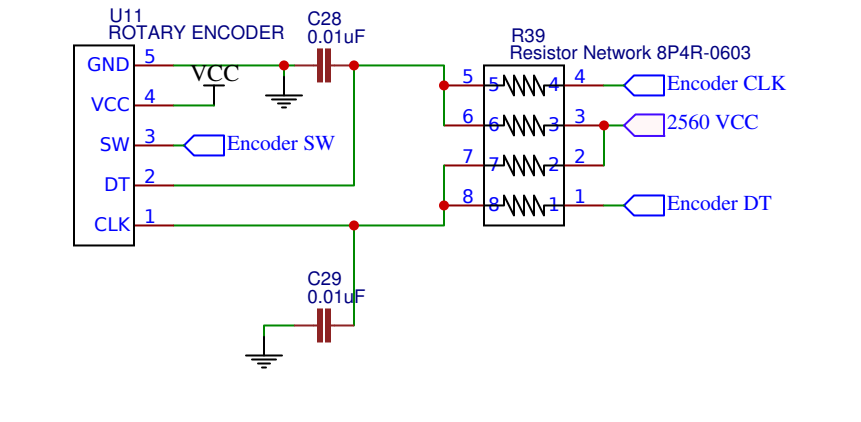 U11
ROTARY ENCODER
GND 5
VCC
VCC 4
SW 3
Encoder SW
DT 2
CLK 1
C28
0.01uF
C29
0.01uF
R39
Resistor Network 8P4R-0603
5 5 4 4 Encoder CLK
6 6 3 3 2560 VCC
7 7 2 2
8 8 1 1 Encoder DT